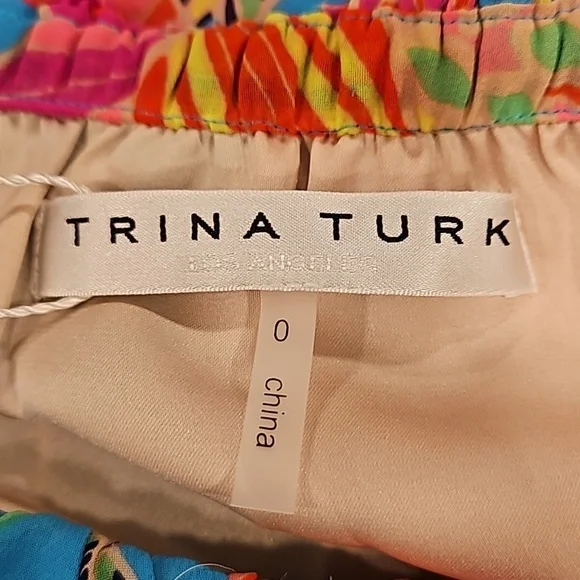 TRINA TURK
LOS ANGELES
0
china